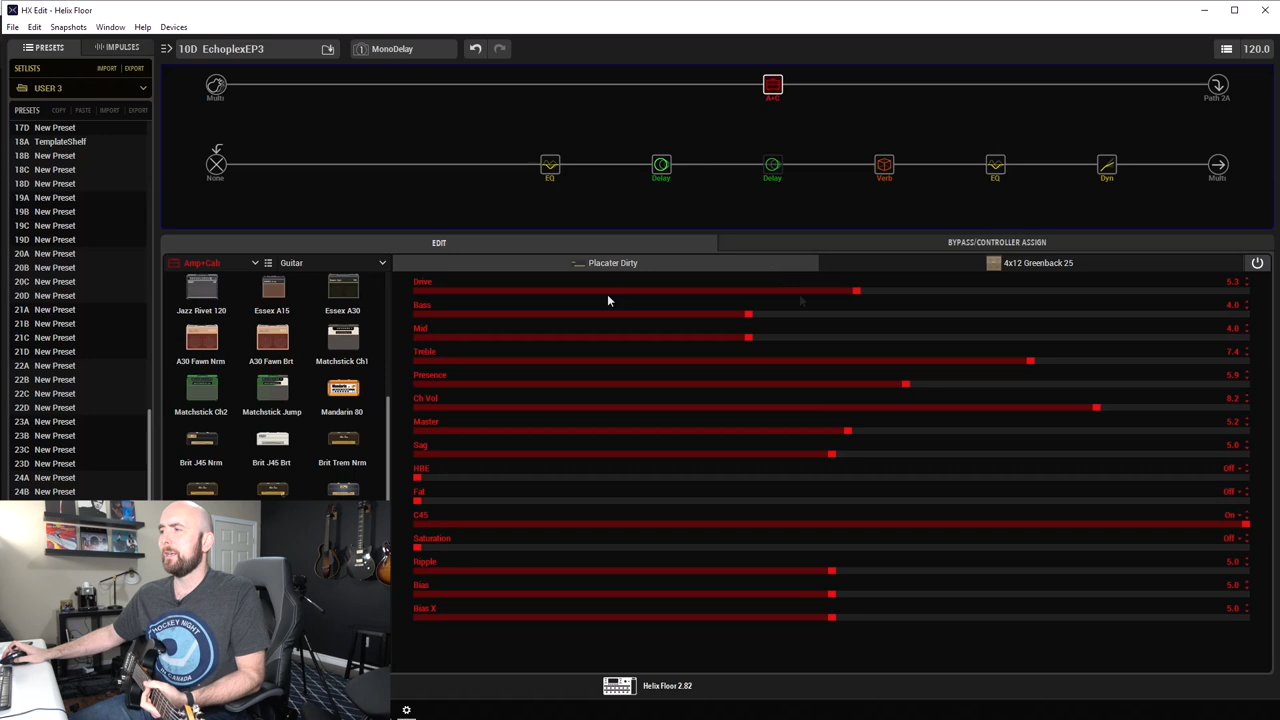 HX Edit - Helix Floor
File Edit Snapshots Window Help Devices
PRESETS IMPULSES
10D EchoplexEP3
1 MonoDelay
120.0
SETLISTS IMPORT EXPORT
USER 3
PRESETS COPY PASTE IMPORT EXPORT
17D New Preset
18A TemplateShelf
18B New Preset
18C New Preset
18D New Preset
19A New Preset
19B New Preset
19C New Preset
19D New Preset
20A New Preset
20B New Preset
20C New Preset
20D New Preset
21A New Preset
21B New Preset
21C New Preset
21D New Preset
22A New Preset
22B New Preset
22C New Preset
22D New Preset
23A New Preset
23B New Preset
23C New Preset
23D New Preset
24A New Preset
24B New Preset
Multi A+C Path 2A
None EQ Delay Delay Verb EQ Dyn Multi
EDIT BYPASS/CONTROLLER ASSIGN
Amp+Cab Guitar
Placater Dirty 4x12 Greenback 25
Jazz Rivet 120 Essex A15 Essex A30
A30 Fawn Nrm A30 Fawn Brt Matchstick Ch1
Matchstick Ch2 Matchstick Jump Mandarin 80
Brit J45 Nrm Brit J45 Brt Brit Trem Nrm
Drive 5.3
Bass 4.0
Mid 4.0
Treble 7.4
Presence 5.9
Ch Vol 8.2
Master 5.2
Sag 5.0
HBE Off
Fat Off
C45 On
Saturation Off
Ripple 5.0
Bias 5.0
Bias X 5.0
HOCKEY NIGHT
CANADA
Helix Floor 2.82